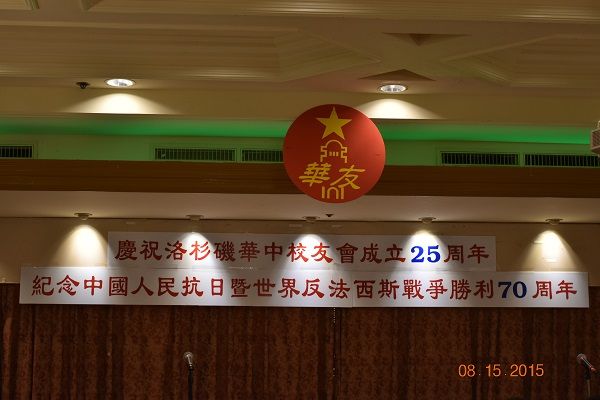 華友
101
慶祝洛杉磯華中校友會成立25周年
紀念中國人民抗日暨世界反法西斯戰爭勝利70周年
08.15.2015